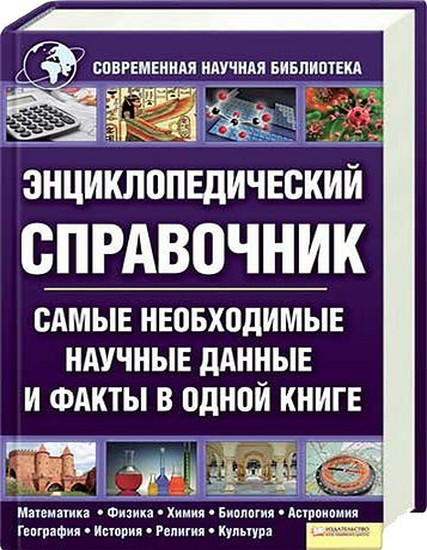 СОВРЕМЕННАЯ НАУЧНАЯ БИБЛИОТЕКА
ЭНЦИКЛОПЕДИЧЕСКИЙ
СПРАВОЧНИК
САМЫЕ НЕОБХОДИМЫЕ
НАУЧНЫЕ ДАННЫЕ
И ФАКТЫ В ОДНОЙ КНИГЕ
Математика • Физика • Химия • Биология • Астрономия
География • История • Религия • Культура
ИЗДАТЕЛЬСТВО